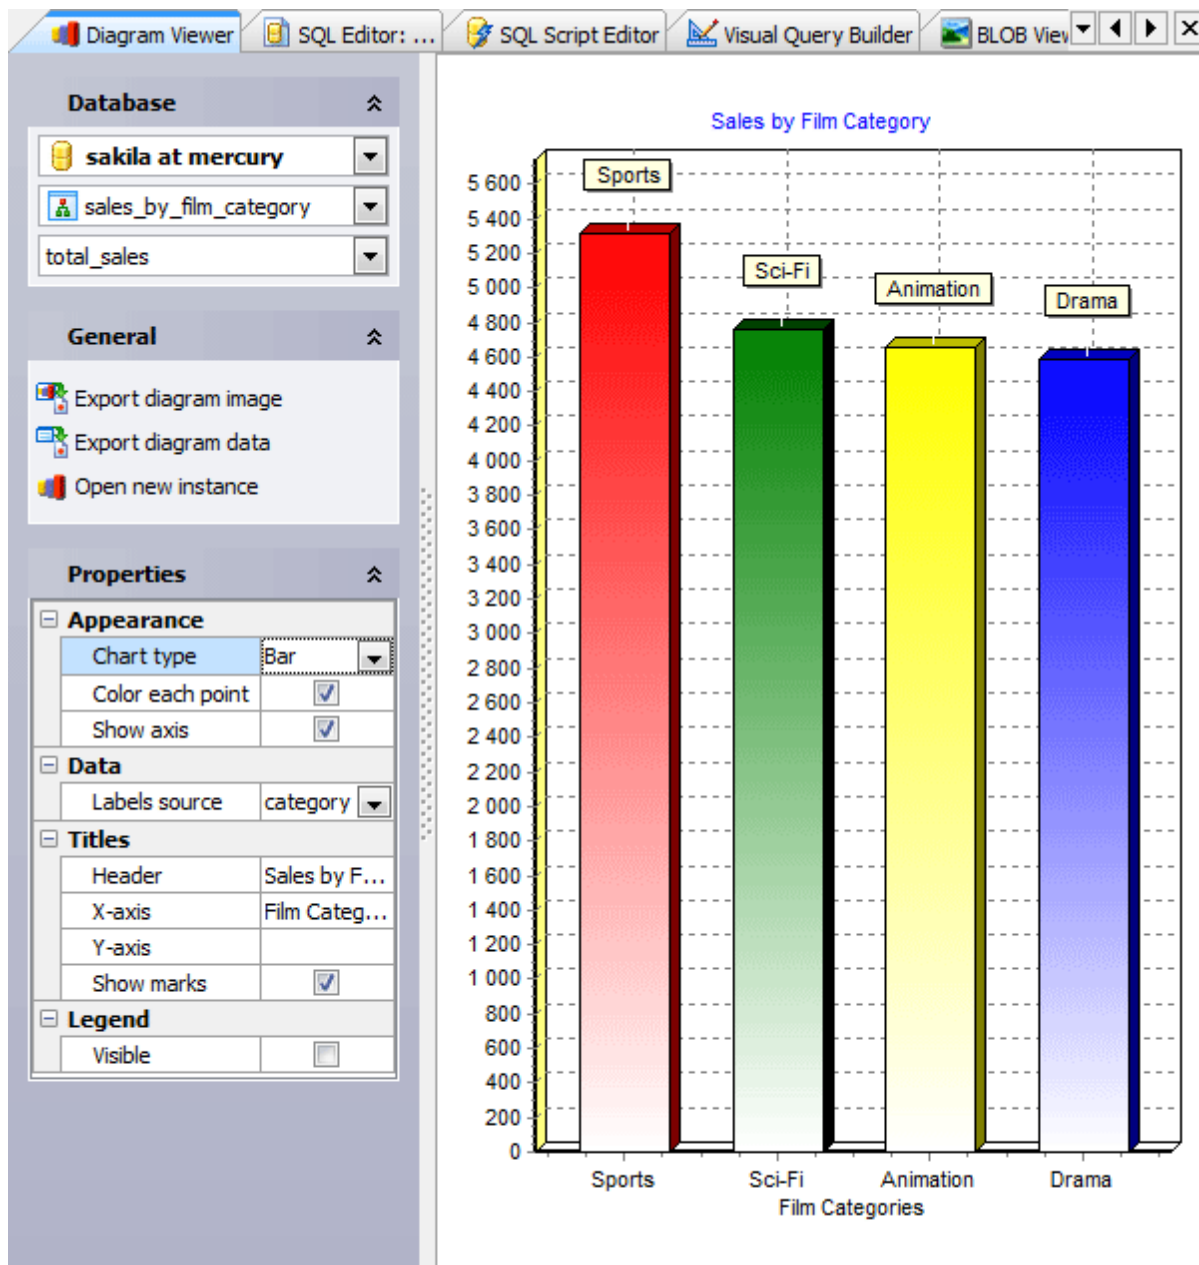 Diagram Viewer
SQL Editor: ...
SQL Script Editor
Visual Query Builder
BLOB View
Database
sakila at mercury
sales_by_film_category
total_sales
General
Export diagram image
Export diagram data
Open new instance
Properties
Appearance
Chart type Bar
Color each point
Show axis
Data
Labels source category
Titles
Header Sales by F...
X-axis Film Categ...
Y-axis
Show marks
Legend
Visible
Sales by Film Category
5 600
5 400
5 200
5 000
4 800
4 600
4 400
4 200
4 000
3 800
3 600
3 400
3 200
3 000
2 800
2 600
2 400
2 200
2 000
1 800
1 600
1 400
1 200
1 000
800
600
400
200
0
Sports
Sci-Fi
Animation
Drama
Sports Sci-Fi Animation Drama
Film Categories